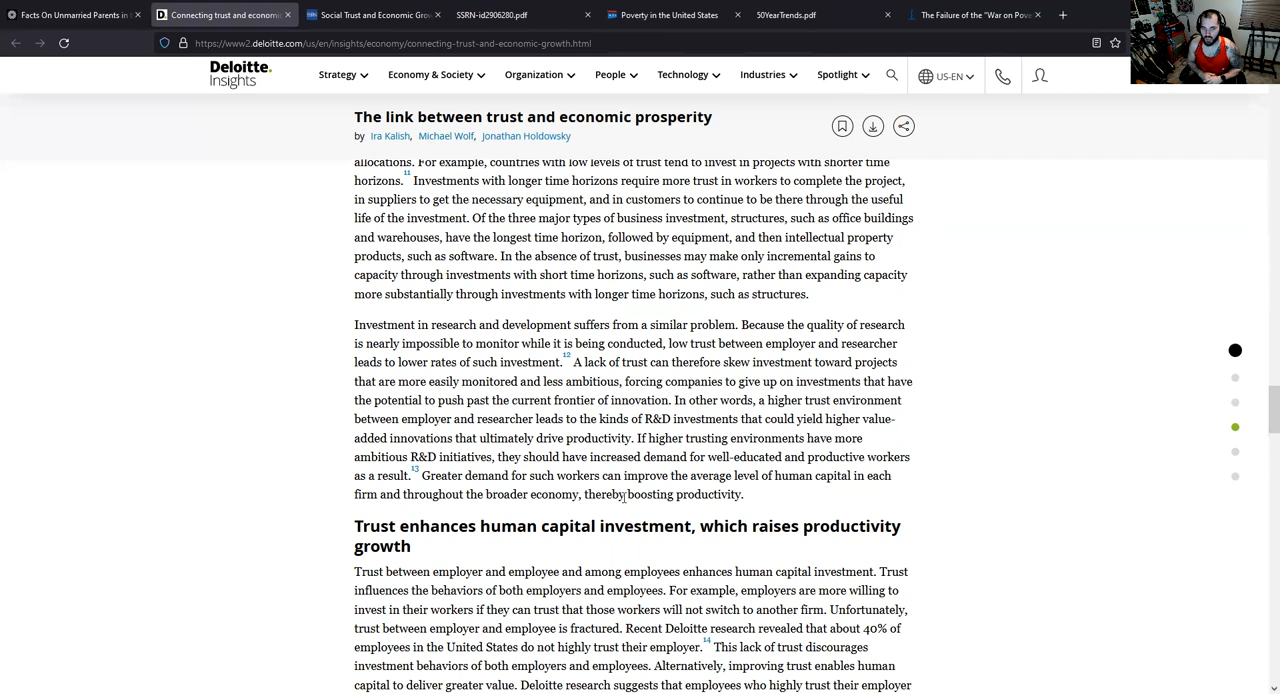 Facts On Unmarried Parents in t
Connecting trust and economic
Social Trust and Economic Grow
SSRN-id2906280.pdf
Poverty in the United States
50YearTrends.pdf
The Failure of the "War on Pove
https://www2.deloitte.com/us/en/insights/economy/connecting-trust-and-economic-growth.html
Deloitte.
Insights
Strategy
Economy & Society
Organization
People
Technology
Industries
Spotlight
US-EN
The link between trust and economic prosperity
by Ira Kalish, Michael Wolf, Jonathan Holdowsky
allocations. For example, countries with low levels of trust tend to invest in projects with shorter time
horizons.11 Investments with longer time horizons require more trust in workers to complete the project,
in suppliers to get the necessary equipment, and in customers to continue to be there through the useful
life of the investment. Of the three major types of business investment, structures, such as office buildings
and warehouses, have the longest time horizon, followed by equipment, and then intellectual property
products, such as software. In the absence of trust, businesses may make only incremental gains to
capacity through investments with short time horizons, such as software, rather than expanding capacity
more substantially through investments with longer time horizons, such as structures.
Investment in research and development suffers from a similar problem. Because the quality of research
is nearly impossible to monitor while it is being conducted, low trust between employer and researcher
leads to lower rates of such investment.12 A lack of trust can therefore skew investment toward projects
that are more easily monitored and less ambitious, forcing companies to give up on investments that have
the potential to push past the current frontier of innovation. In other words, a higher trust environment
between employer and researcher leads to the kinds of R&D investments that could yield higher value-
added innovations that ultimately drive productivity. If higher trusting environments have more
ambitious R&D initiatives, they should have increased demand for well-educated and productive workers
as a result.13 Greater demand for such workers can improve the average level of human capital in each
firm and throughout the broader economy, thereby boosting productivity.
Trust enhances human capital investment, which raises productivity
growth
Trust between employer and employee and among employees enhances human capital investment. Trust
influences the behaviors of both employers and employees. For example, employers are more willing to
invest in their workers if they can trust that those workers will not switch to another firm. Unfortunately,
trust between employer and employee is fractured. Recent Deloitte research revealed that about 40% of
employees in the United States do not highly trust their employer.14 This lack of trust discourages
investment behaviors of both employers and employees. Alternatively, improving trust enables human
capital to deliver greater value. Deloitte research suggests that employees who highly trust their employer